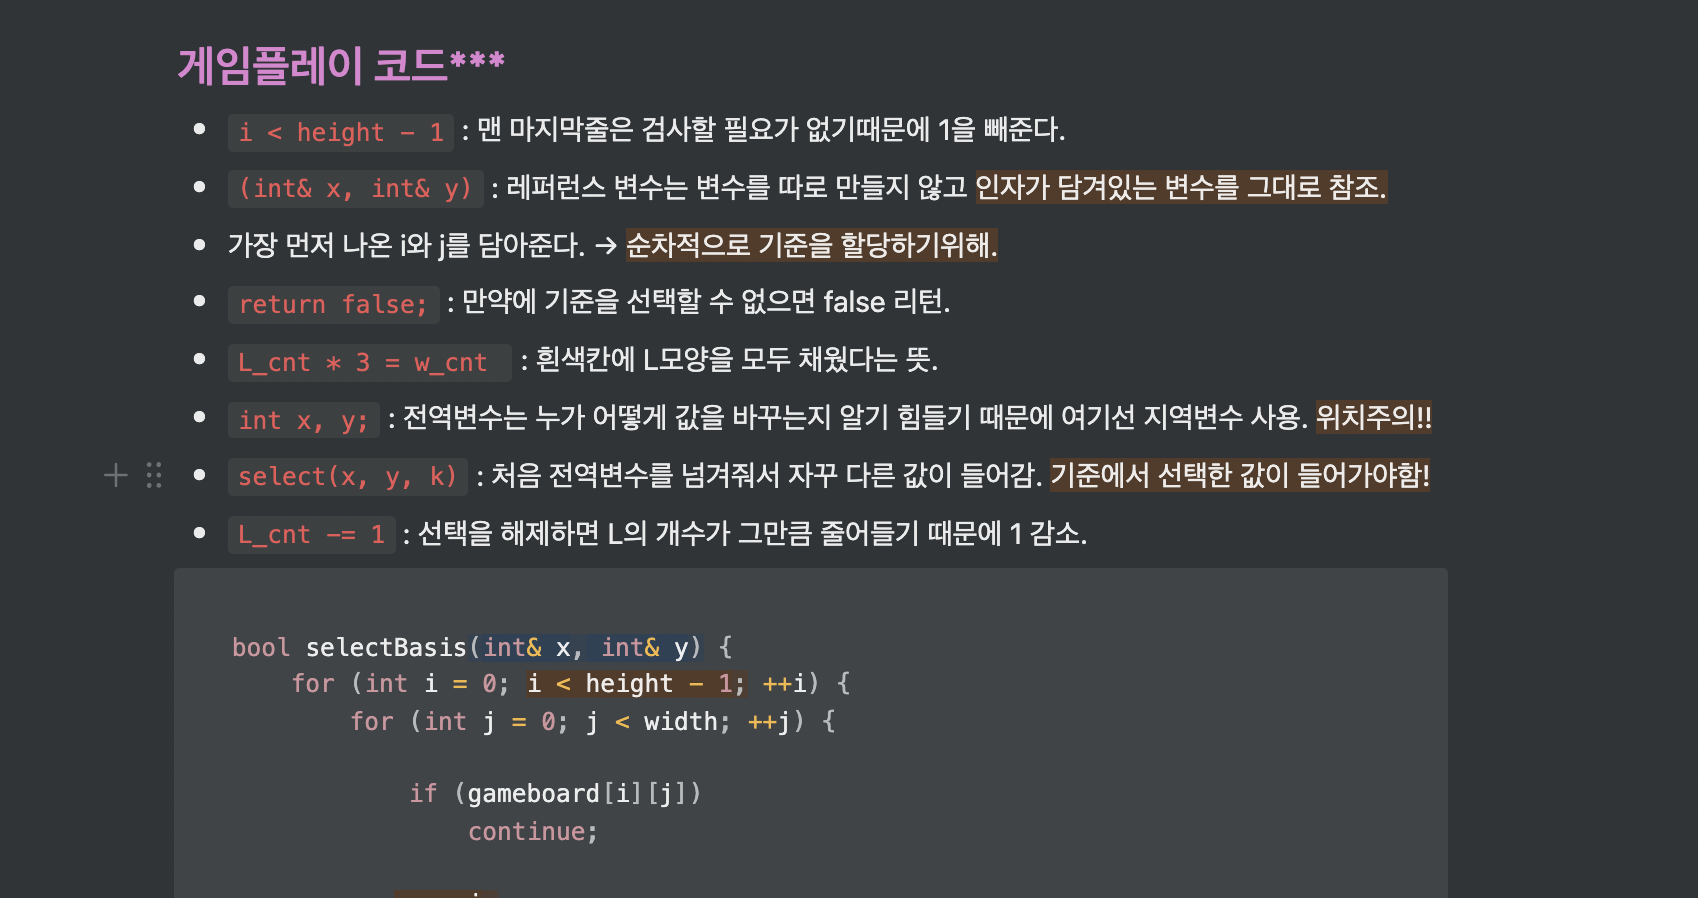 게임플레이 코드***
i < height - 1 : 맨 마지막줄은 검사할 필요가 없기때문에 1을 빼준다.
(int& x, int& y) : 레퍼런스 변수는 변수를 따로 만들지 않고 인자가 담겨있는 변수를 그대로 참조.
가장 먼저 나온 i와 j를 담아준다. → 순차적으로 기준을 할당하기위해.
return false; : 만약에 기준을 선택할 수 없으면 false 리턴.
L_cnt * 3 = w_cnt : 흰색칸에 L모양을 모두 채웠다는 뜻.
int x, y; : 전역변수는 누가 어떻게 값을 바꾸는지 알기 힘들기 때문에 여기선 지역변수 사용. 위치주의!!
select(x, y, k) : 처음 전역변수를 넘겨줘서 자꾸 다른 값이 들어감. 기준에서 선택한 값이 들어가야함!
L_cnt -= 1 : 선택을 해제하면 L의 개수가 그만큼 줄어들기 때문에 1 감소.
bool selectBasis(int& x, int& y) {
for (int i = 0; i < height - 1; ++i) {
for (int j = 0; j < width; ++j) {
if (gameboard[i][j])
continue;